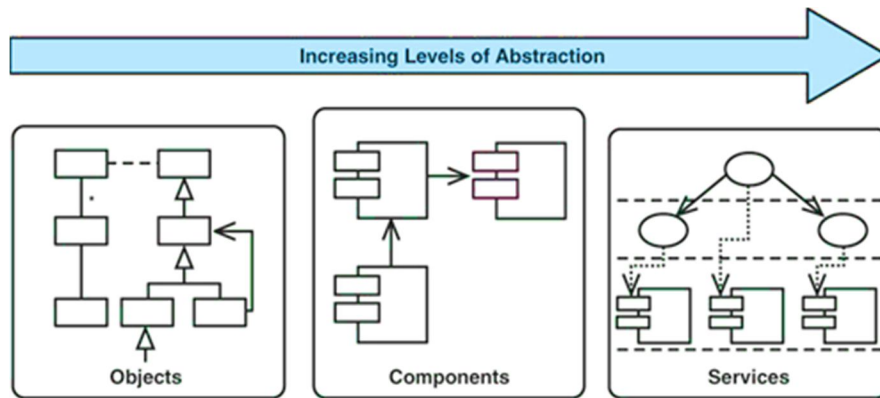 Increasing Levels of Abstraction
Objects
Components
Services